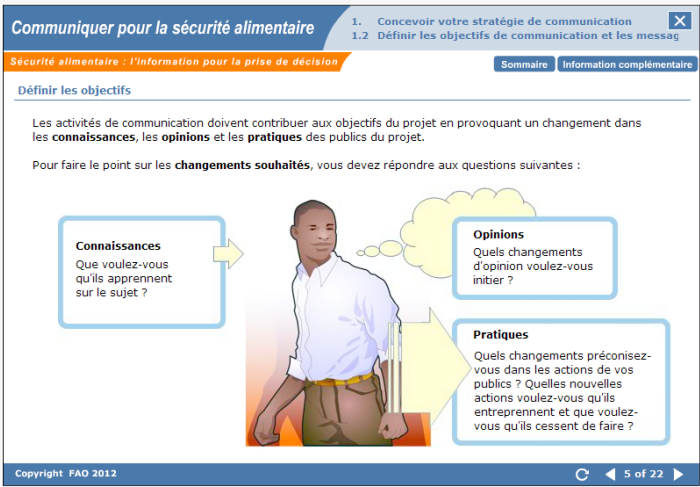 Communiquer pour la sécurité alimentaire
1. Concevoir votre stratégie de communication
1.2 Définir les objectifs de communication et les messag
X
Sécurité alimentaire : l'information pour la prise de décision
Sommaire
Information complémentaire
Définir les objectifs
Les activités de communication doivent contribuer aux objectifs du projet en provoquant un changement dans
les connaissances, les opinions et les pratiques des publics du projet.
Pour faire le point sur les changements souhaités, vous devez répondre aux questions suivantes :
Connaissances
Que voulez-vous
qu'ils apprennent
sur le sujet ?
Opinions
Quels changements
d'opinion voulez-vous
initier ?
Pratiques
Quels changements préconisez-
vous dans les actions de vos
publics ? Quelles nouvelles
actions voulez-vous qu'ils
entreprennent et que voulez-
vous qu'ils cessent de faire ?
Copyright FAO 2012
5 of 22